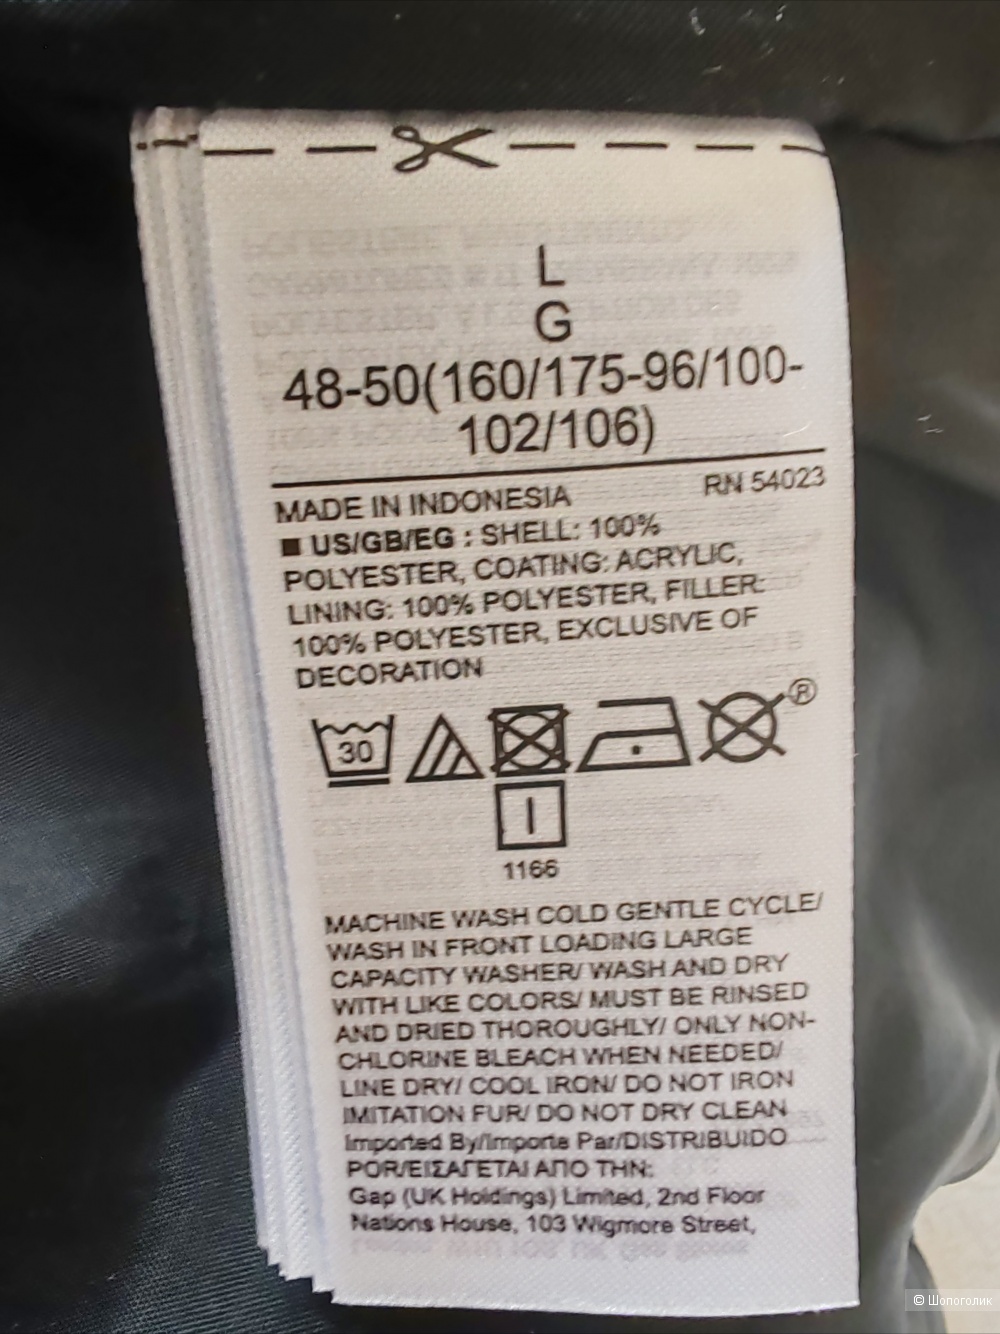 L
G
48-50(160/175-96/100-
102/106)
MADE IN INDONESIA RN 54023
■ US/GB/EG : SHELL: 100%
POLYESTER, COATING: ACRYLIC,
LINING: 100% POLYESTER, FILLER:
100% POLYESTER, EXCLUSIVE OF
DECORATION
30
®
1166
MACHINE WASH COLD GENTLE CYCLE/
WASH IN FRONT LOADING LARGE
CAPACITY WASHER/ WASH AND DRY
WITH LIKE COLORS/ MUST BE RINSED
AND DRIED THOROUGHLY/ ONLY NON-
CHLORINE BLEACH WHEN NEEDED/
LINE DRY/ COOL IRON/ DO NOT IRON
IMITATION FUR/ DO NOT DRY CLEAN
Imported By/Importe Par/DISTRIBUIDO
POR/ΕΙΣΑΓΕΤΑΙ ΑΠΟ ΤΗΝ:
Gap (UK Holdings) Limited, 2nd Floor
Nations House, 103 Wigmore Street,
© Шопоголик